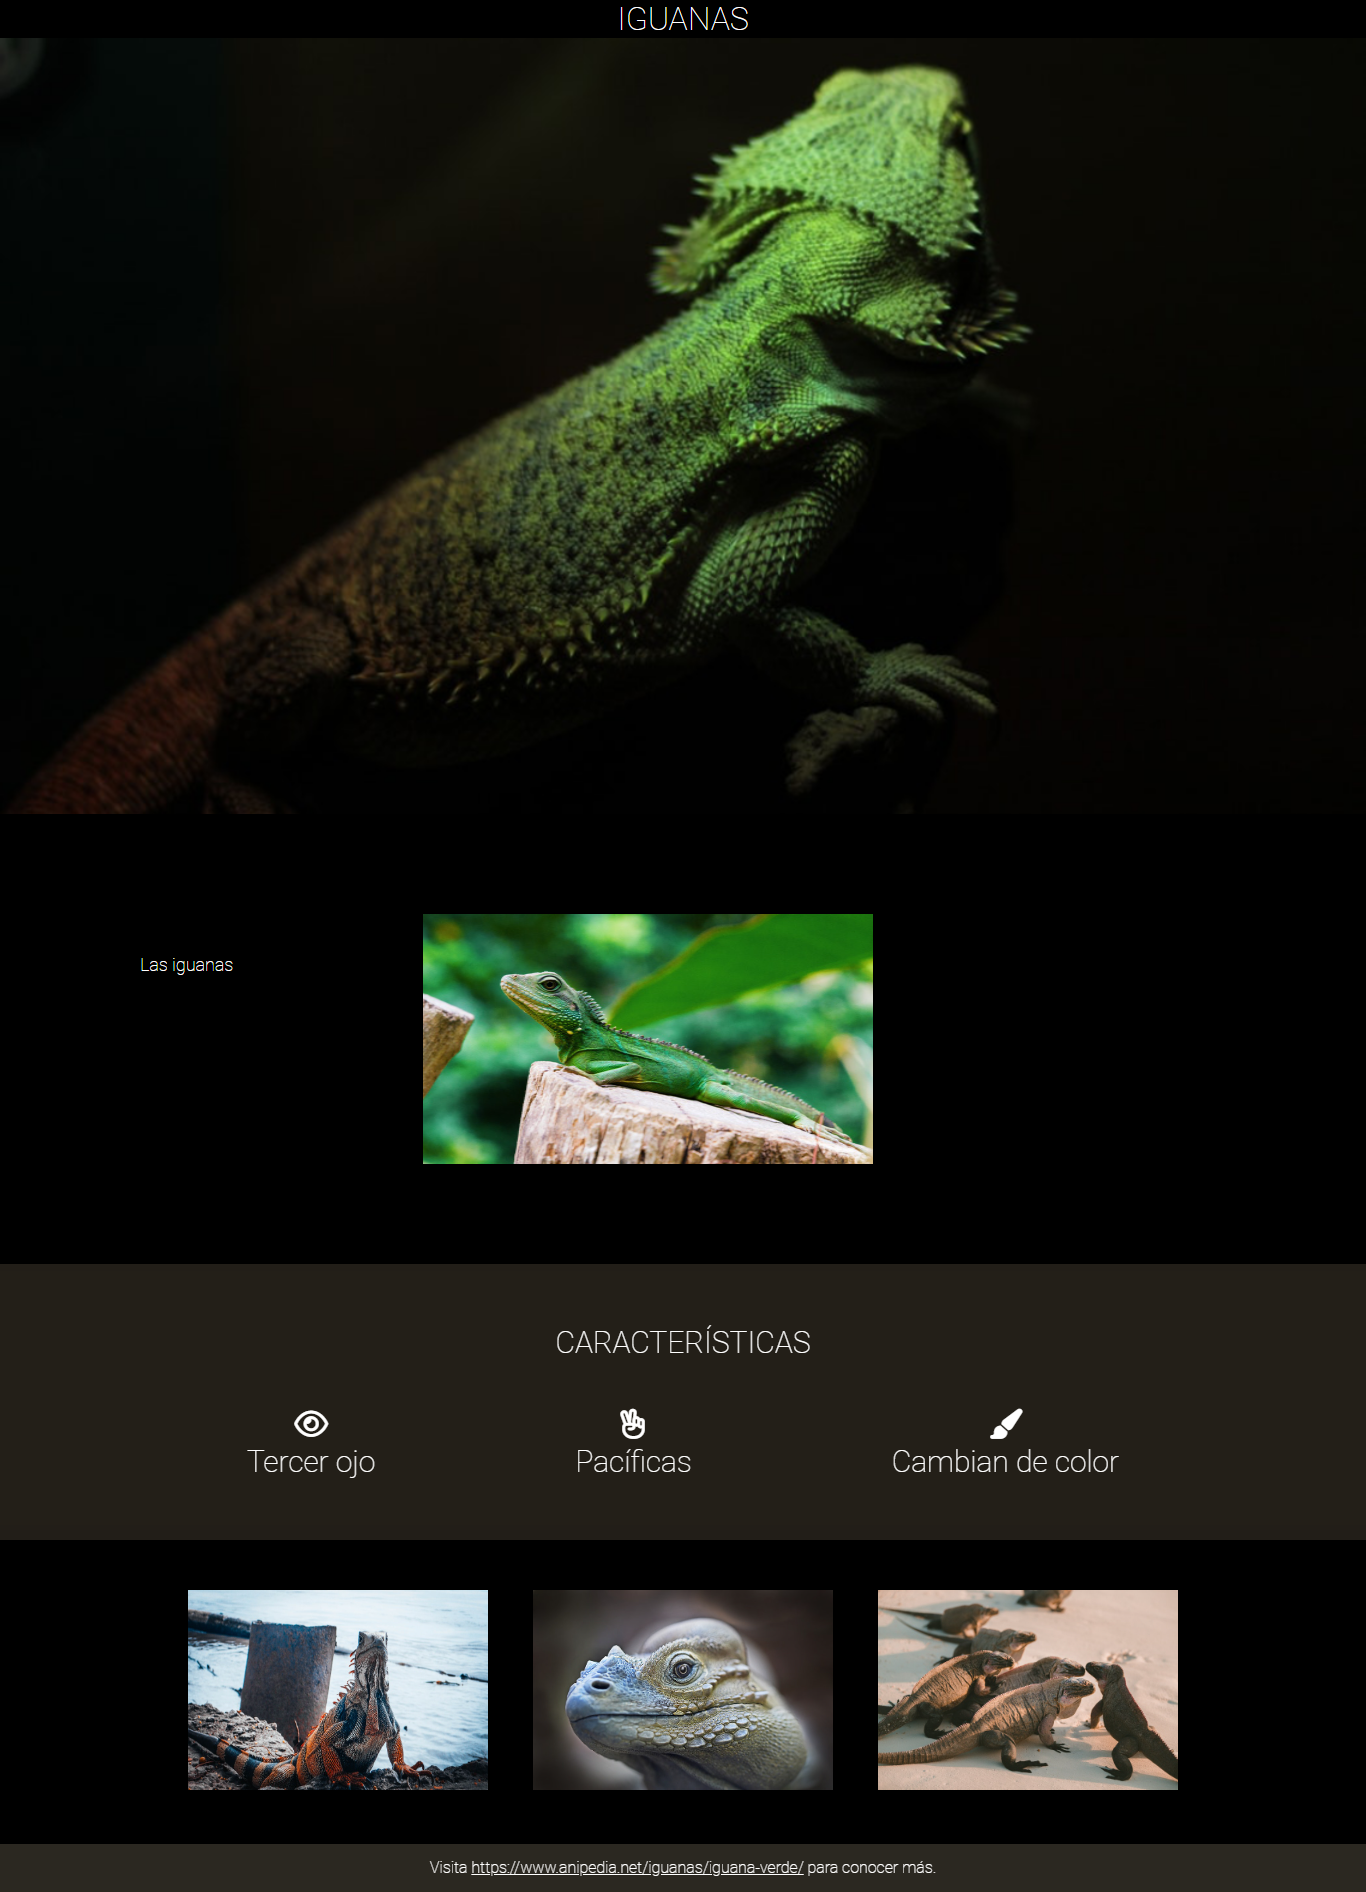 IGUANAS
Las iguanas
CARACTERÍSTICAS
Tercer ojo
Pacíficas
Cambian de color
Visita https://www.anipedia.net/iguanas/iguana-verde/ para conocer más.